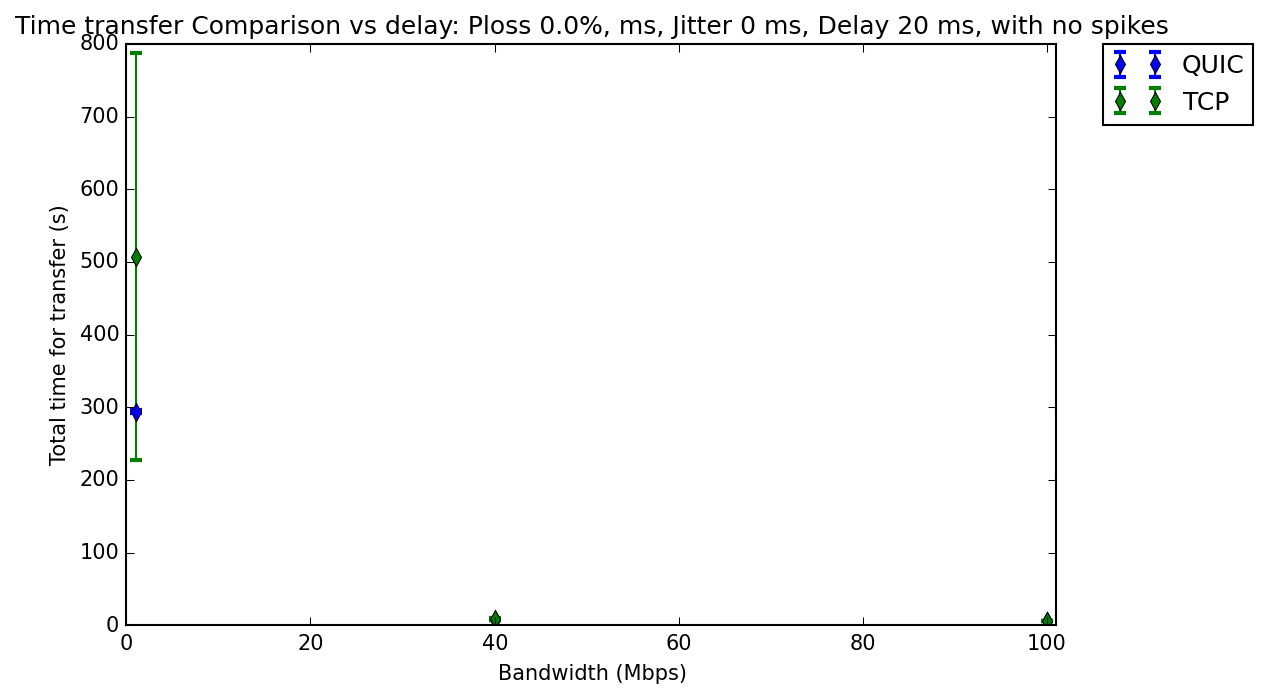 Time transfer Comparison vs delay: Ploss 0.0%, ms, Jitter 0 ms, Delay 20 ms, with no spikes
QUIC
TCP
800
700
600
500
400
300
200
100
0
Total time for transfer (s)
0 20 40 60 80 100
Bandwidth (Mbps)